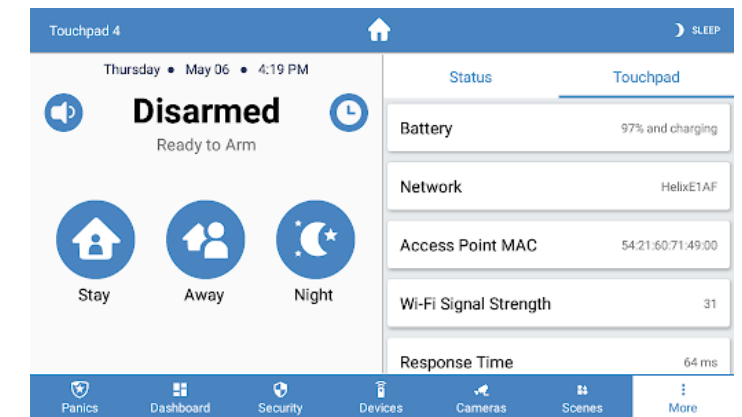 Touchpad 4
SLEEP
Thursday • May 06 • 4:19 PM
Disarmed
Ready to Arm
Stay
Away
Night
Status
Touchpad
Battery
97% and charging
Network
HelixE1AF
Access Point MAC
54:21:60:71:49:00
Wi-Fi Signal Strength
31
Response Time
64 ms
Panics
Dashboard
Security
Devices
Cameras
Scenes
More